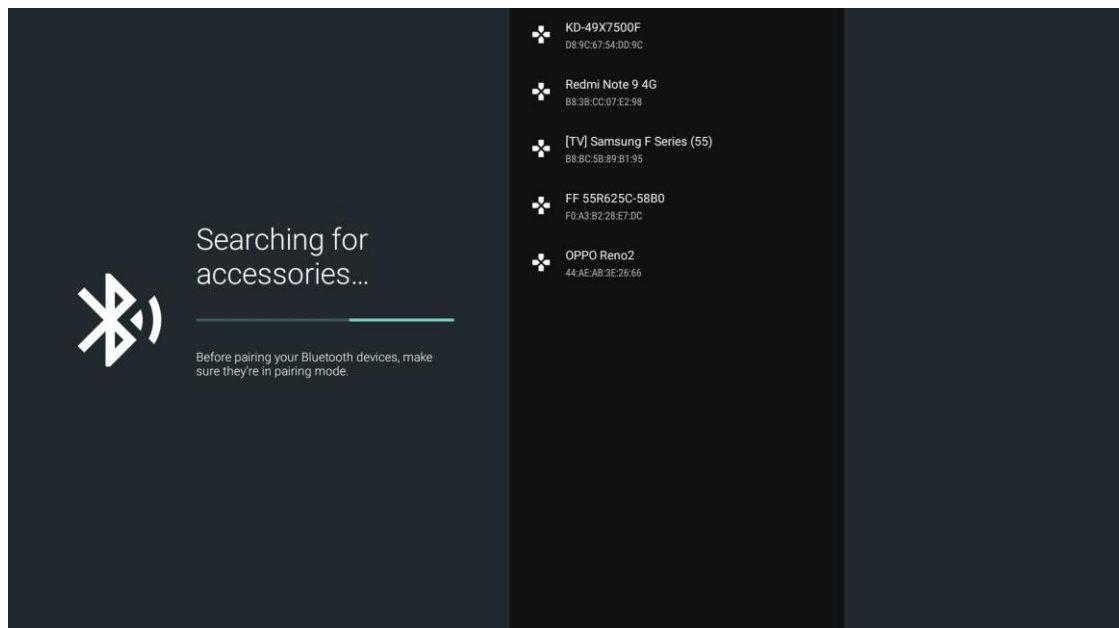 Searching for
accessories...
Before pairing your Bluetooth devices, make
sure they're in pairing mode.
KD-49X7500F
D8:9C:67:54:DD:9C
Redmi Note 9 4G
B8:3B:CC:07:E2:98
[TV] Samsung F Series (55)
B8:BC:5B:89:B1:95
FF 55R625C-58B0
F0:A3:B2:28:E7:DC
OPPO Reno2
44:AE:AB:3E:26:66